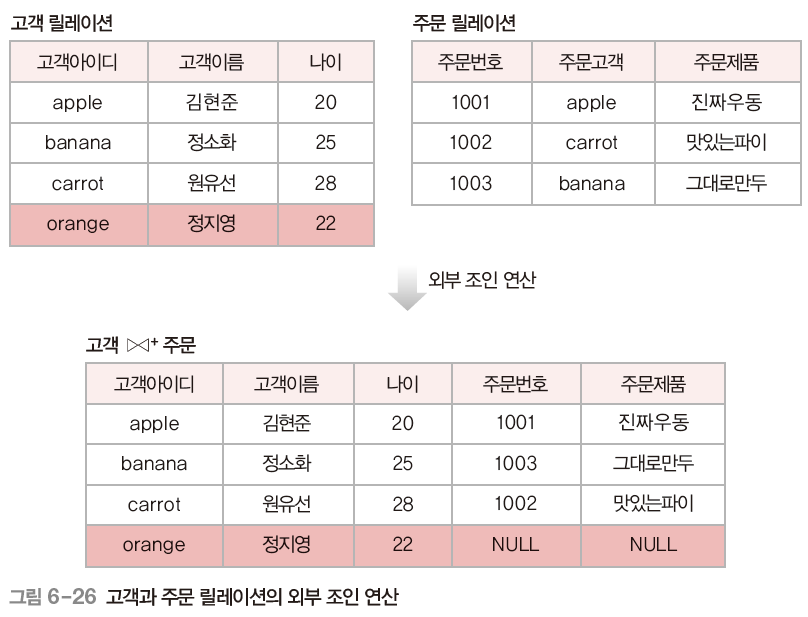 고객 릴레이션
고객아이디 고객이름 나이
apple 김현준 20
banana 정소화 25
carrot 원유선 28
orange 정지영 22
주문 릴레이션
주문번호 주문고객 주문제품
1001 apple 진짜우동
1002 carrot 맛있는파이
1003 banana 그대로만두
외부 조인 연산
고객 ⋈+ 주문
고객아이디 고객이름 나이 주문번호 주문제품
apple 김현준 20 1001 진짜우동
banana 정소화 25 1003 그대로만두
carrot 원유선 28 1002 맛있는파이
orange 정지영 22 NULL NULL
그림 6-26 고객과 주문 릴레이션의 외부 조인 연산